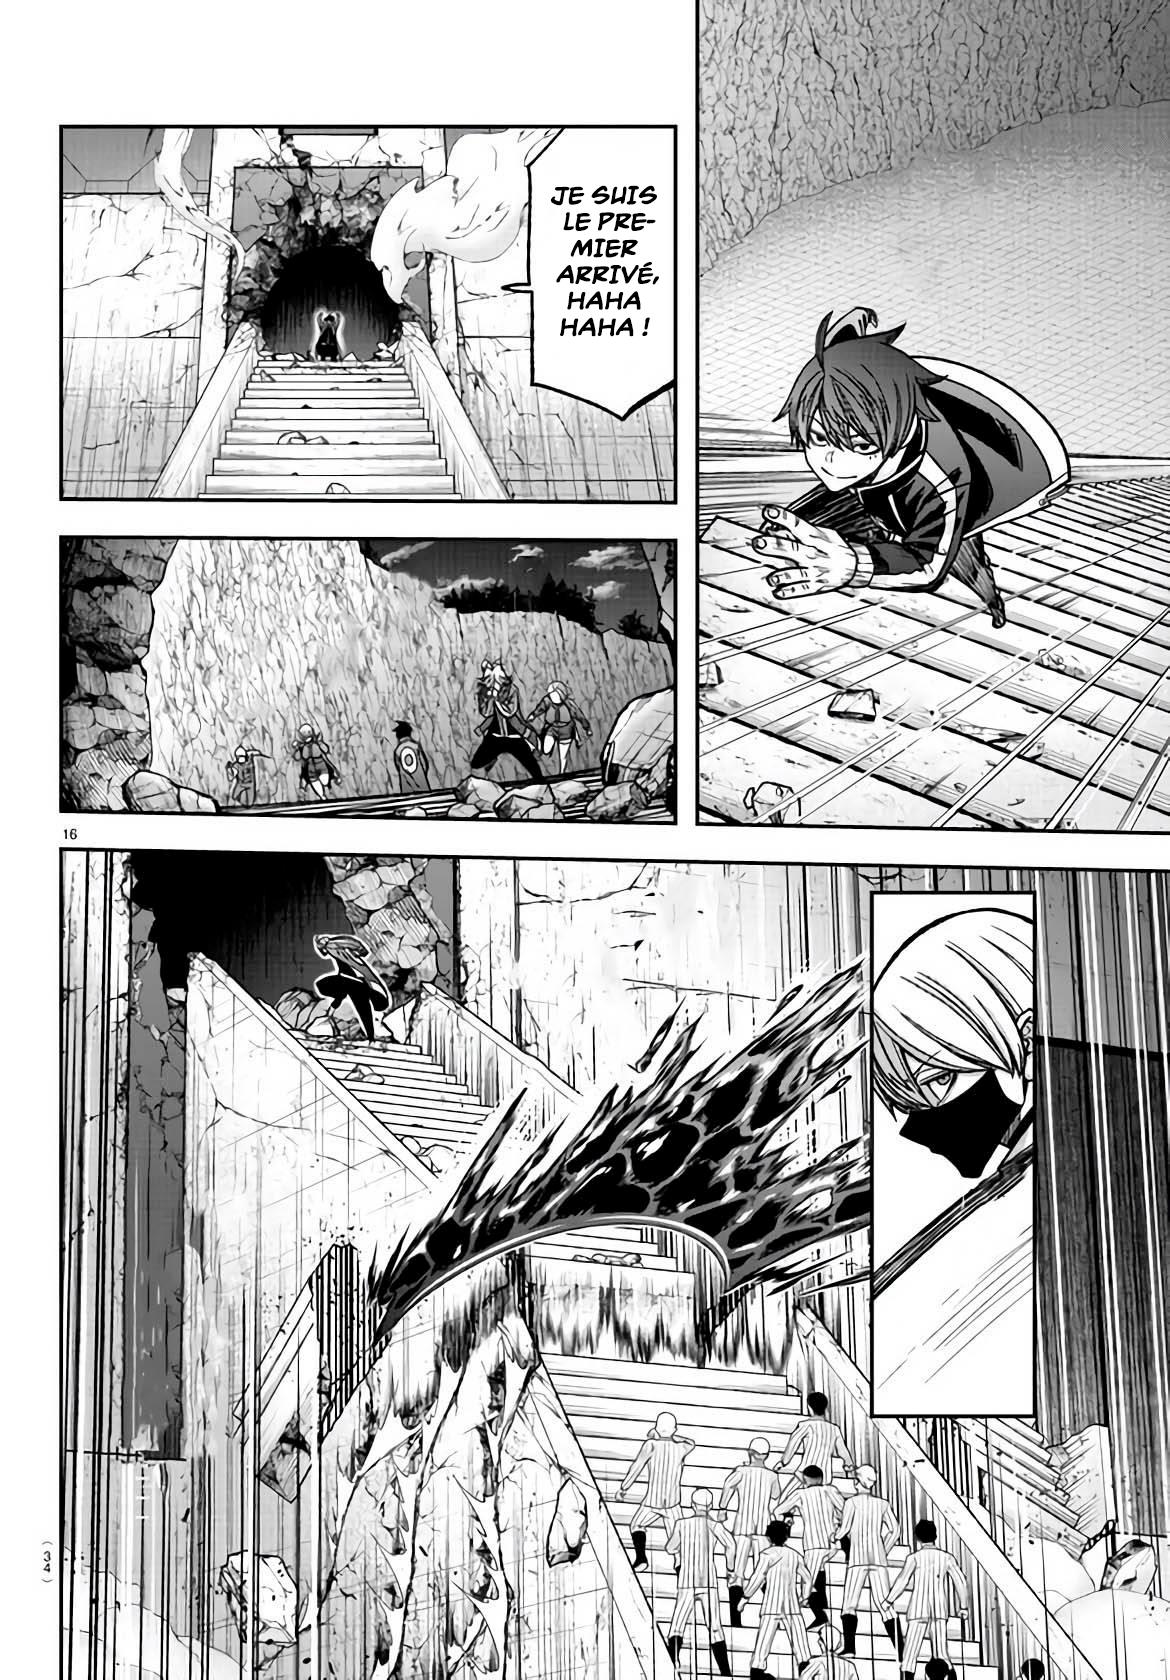 JE SUIS
LE PRE-
MIER
ARRIVÉ,
HAHA
HAHA !
16
(34)